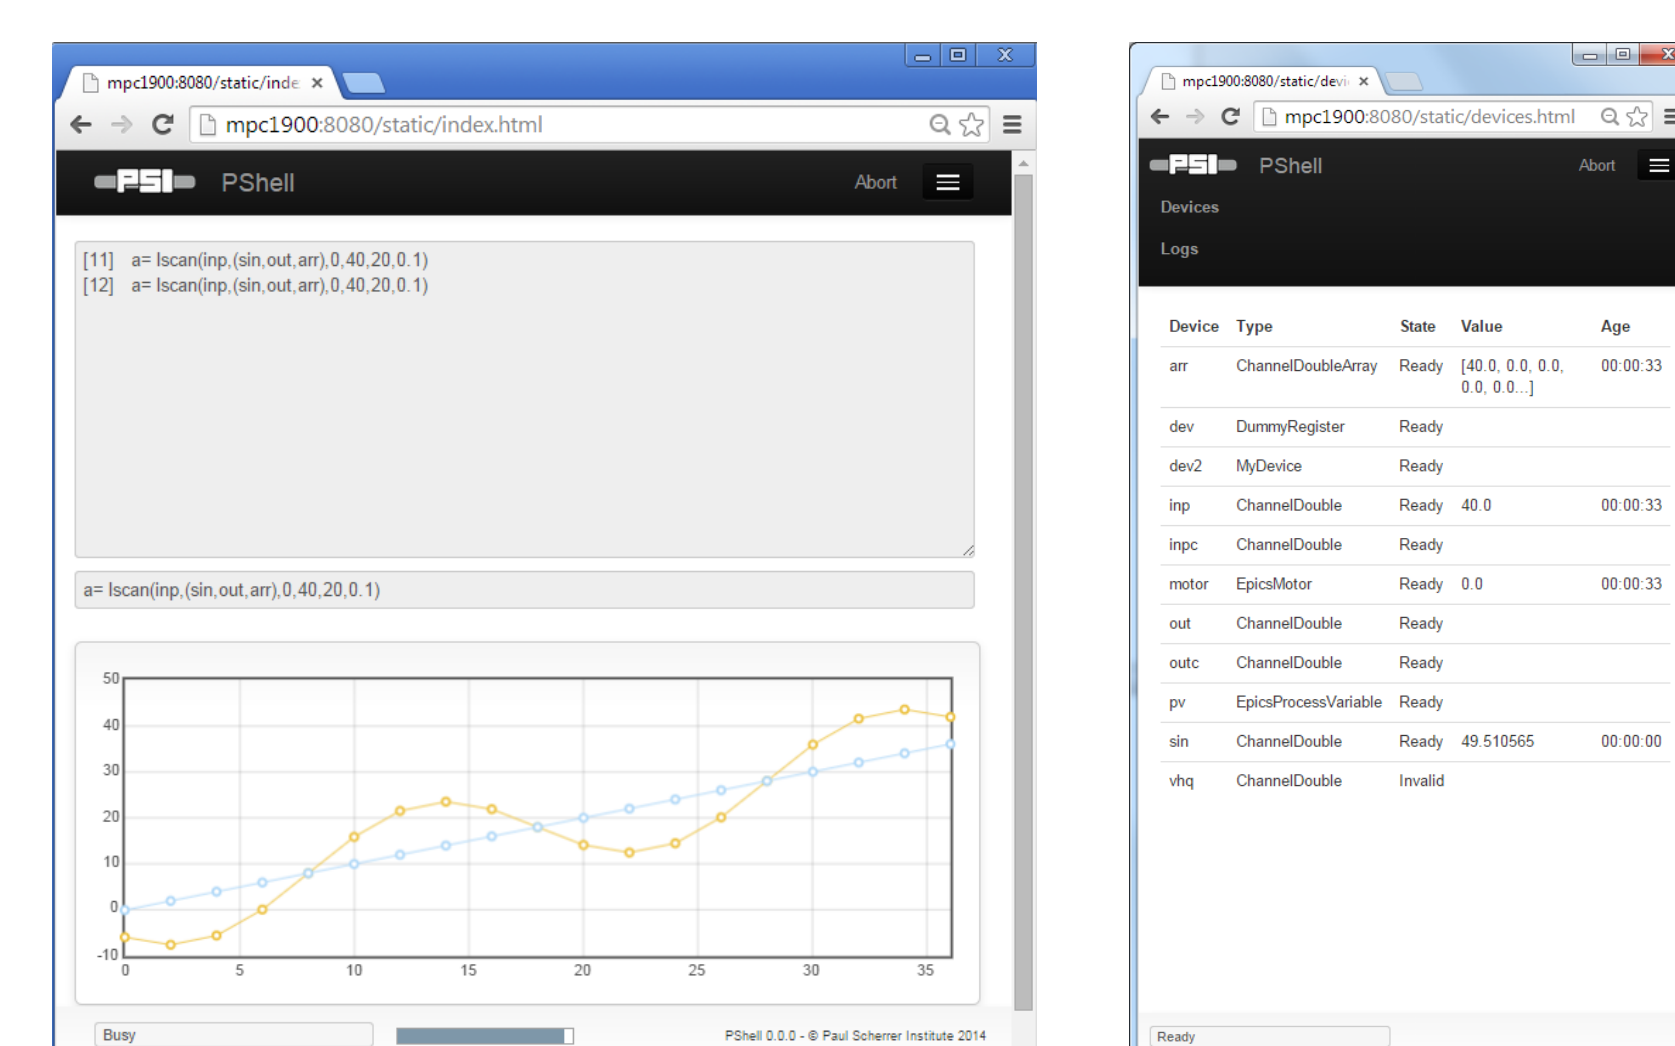 mpc1900:8080/static/inde
mpc1900:8080/static/index.html
PSI PShell Abort
[11] a= lscan(inp,(sin,out,arr),0,40,20,0.1)
[12] a= lscan(inp,(sin,out,arr),0,40,20,0.1)
a= lscan(inp,(sin,out,arr),0,40,20,0.1)
50
40
30
20
10
0
-10
0 5 10 15 20 25 30 35
Busy PShell 0.0.0 - © Paul Scherrer Institute 2014
mpc1900:8080/static/devi
mpc1900:8080/static/devices.html
PSI PShell Abort
Devices
Logs
Device Type State Value Age
arr ChannelDoubleArray Ready [40.0, 0.0, 0.0, 00:00:33
0.0, 0.0...]
dev DummyRegister Ready
dev2 MyDevice Ready
inp ChannelDouble Ready 40.0 00:00:33
inpc ChannelDouble Ready
motor EpicsMotor Ready 0.0 00:00:33
out ChannelDouble Ready
outc ChannelDouble Ready
pv EpicsProcessVariable Ready
sin ChannelDouble Ready 49.510565 00:00:00
vhq ChannelDouble Invalid
Ready